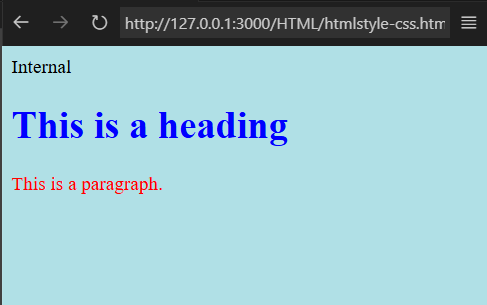 http://127.0.0.1:3000/HTML/htmlstyle-css.htm
Internal
This is a heading
This is a paragraph.